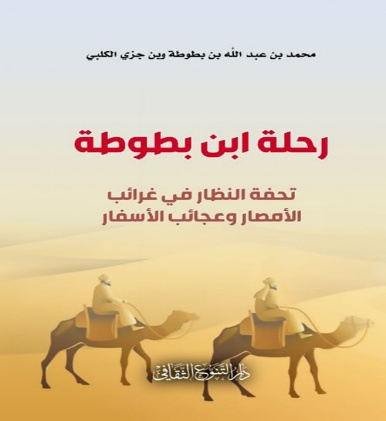 محمد بن عبد الله بن بطوطة وبن جزي الكلبي
رحلة ابن بطوطة
تحفة النظار في غرائب
الأمصار وعجائب الأسفار
دار التنوع الثقافي